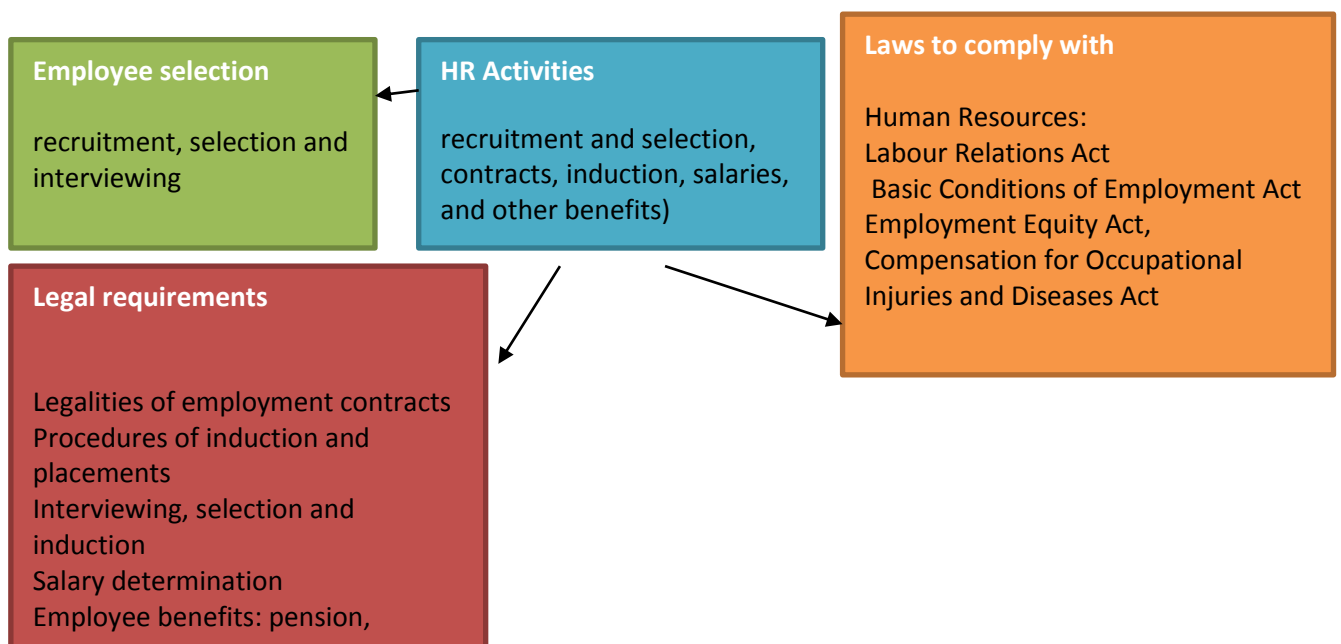 Employee selection
recruitment, selection and
interviewing
HR Activities
recruitment and selection,
contracts, induction, salaries,
and other benefits)
Laws to comply with
Human Resources:
Labour Relations Act
Basic Conditions of Employment Act
Employment Equity Act,
Compensation for Occupational
Injuries and Diseases Act
Legal requirements
Legalities of employment contracts
Procedures of induction and
placements
Interviewing, selection and
induction
Salary determination
Employee benefits: pension,